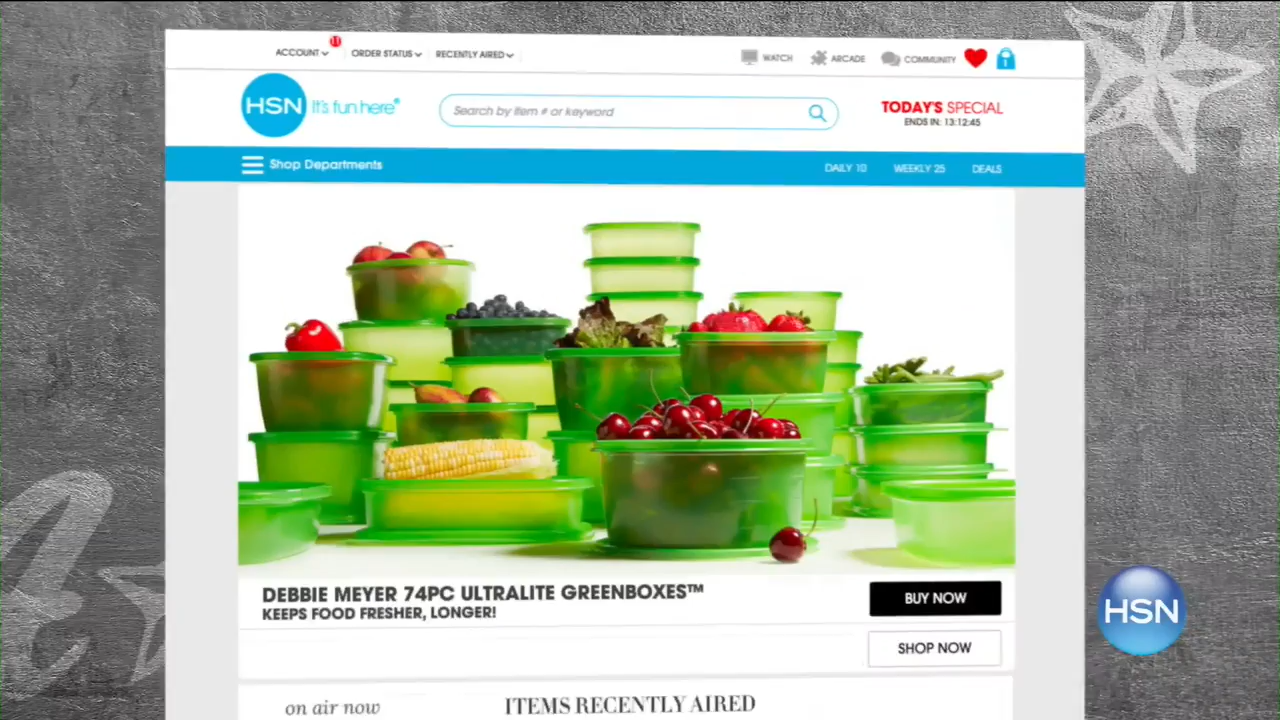 11
ACCOUNT
ORDER STATUS
RECENTLY AIRED
WATCH
ARCADE
COMMUNITY
1
HSN It's fun here®
Search by item # or keyword
TODAY'S SPECIAL
ENDS IN: 13:12:45
Shop Departments
DAILY 10
WEEKLY 25
DEALS
DEBBIE MEYER 74PC ULTRALITE GREENBOXES™
KEEPS FOOD FRESHER, LONGER!
BUY NOW
SHOP NOW
HSN
on air now
ITEMS RECENTLY AIRED